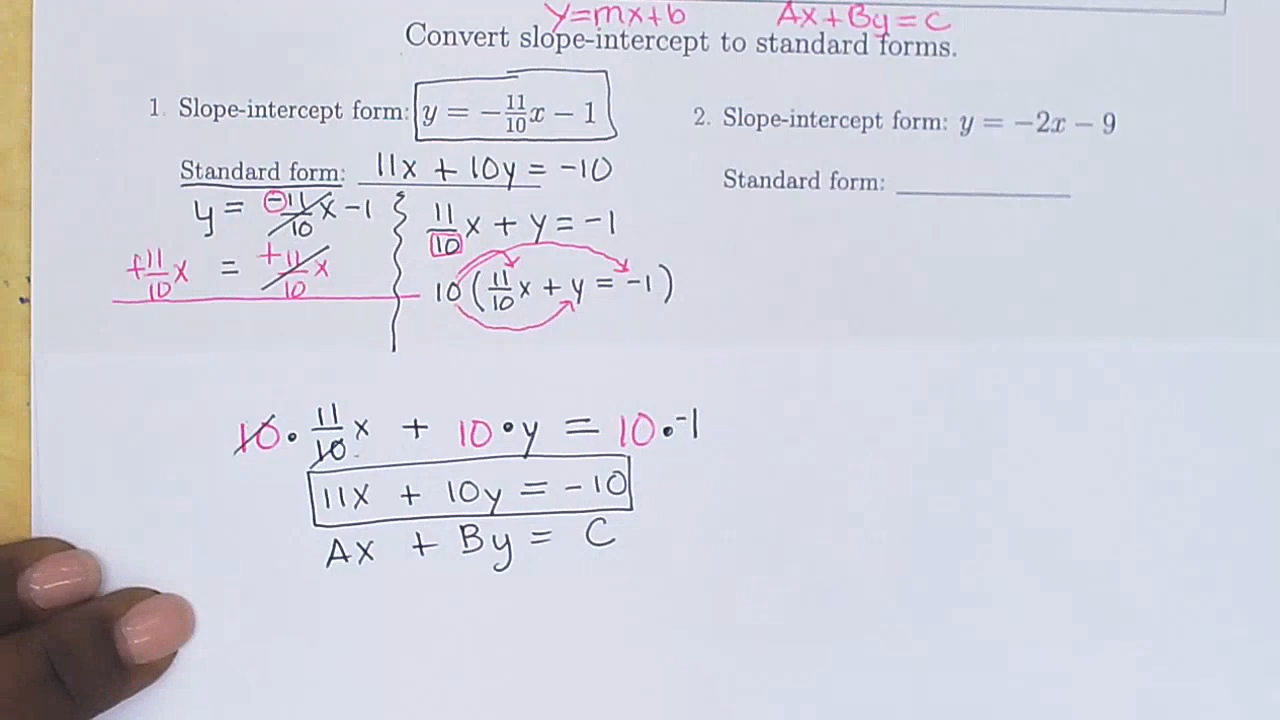 y=mx+b Ax+By=C
Convert slope-intercept to standard forms.
1. Slope-intercept form: y = −11/10x − 1
Standard form: 11x + 10y = -10
y = -11/10x -1
+11/10x = +11/10x
11/10x + y = -1
10(11/10x + y = -1)
10 • 11/10x + 10 • y = 10 • -1
11x + 10y = -10
Ax + By = C
2. Slope-intercept form: y = −2x − 9
Standard form: ____________